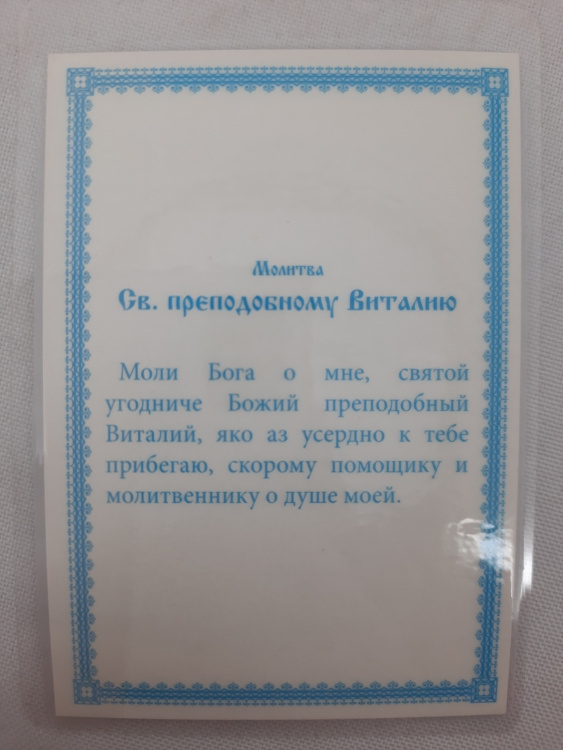 Молитва
Св. преподобному Виталию
Моли Бога о мне, святой
угодниче Божий преподобный
Виталий, яко аз усердно к тебе
прибегаю, скорому помощику и
молитвеннику о душе моей.